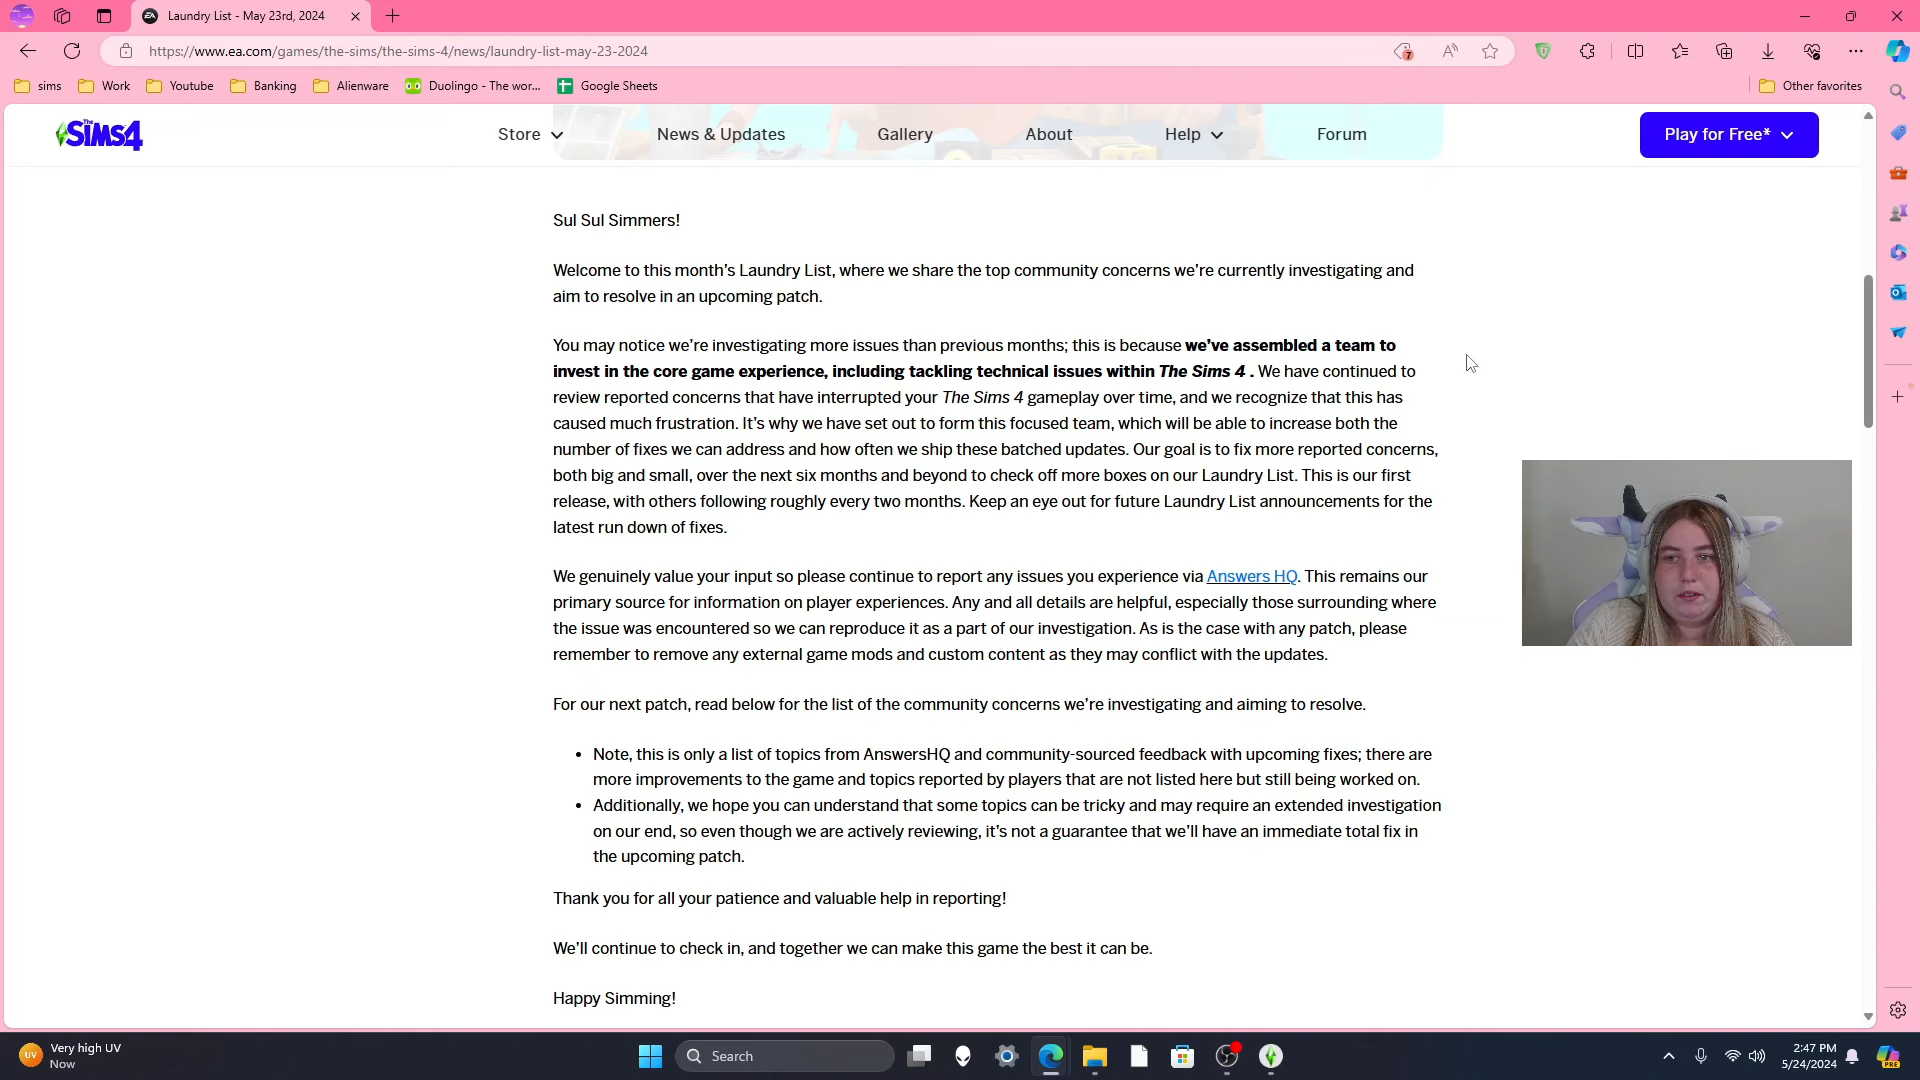 Laundry List - May 23rd, 2024
https://www.ea.com/games/the-sims/the-sims-4/news/laundry-list-may-23-2024
7
sims
Work
Youtube
Banking
Alienware
Duolingo - The wor...
Google Sheets
Other favorites
The SiMS4
Store
News & Updates
Gallery
About
Help
Forum
Play for Free*
Sul Sul Simmers!
Welcome to this month's Laundry List, where we share the top community concerns we're currently investigating and
aim to resolve in an upcoming patch.
You may notice we're investigating more issues than previous months; this is because we've assembled a team to
invest in the core game experience, including tackling technical issues within The Sims 4 . We have continued to
review reported concerns that have interrupted your The Sims 4 gameplay over time, and we recognize that this has
caused much frustration. It's why we have set out to form this focused team, which will be able to increase both the
number of fixes we can address and how often we ship these batched updates. Our goal is to fix more reported concerns,
both big and small, over the next six months and beyond to check off more boxes on our Laundry List. This is our first
release, with others following roughly every two months. Keep an eye out for future Laundry List announcements for the
latest run down of fixes.
We genuinely value your input so please continue to report any issues you experience via Answers HQ. This remains our
primary source for information on player experiences. Any and all details are helpful, especially those surrounding where
the issue was encountered so we can reproduce it as a part of our investigation. As is the case with any patch, please
remember to remove any external game mods and custom content as they may conflict with the updates.
For our next patch, read below for the list of the community concerns we're investigating and aiming to resolve.
• Note, this is only a list of topics from AnswersHQ and community-sourced feedback with upcoming fixes; there are
more improvements to the game and topics reported by players that are not listed here but still being worked on.
• Additionally, we hope you can understand that some topics can be tricky and may require an extended investigation
on our end, so even though we are actively reviewing, it's not a guarantee that we'll have an immediate total fix in
the upcoming patch.
Thank you for all your patience and valuable help in reporting!
We'll continue to check in, and together we can make this game the best it can be.
Happy Simming!
UV
Very high UV
Now
Search
2:47 PM
5/24/2024
PRE